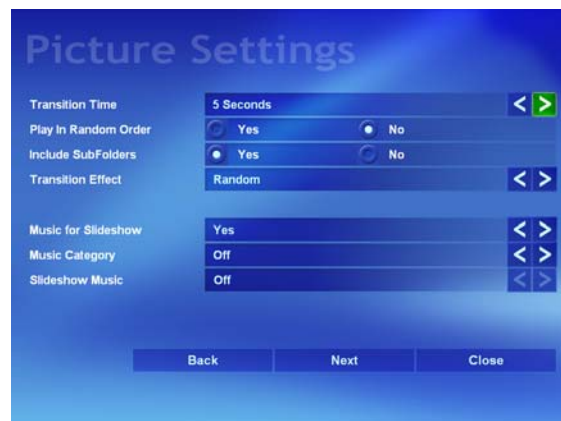 Picture Settings
Transition Time 5 Seconds < >
Play In Random Order Yes No
Include SubFolders Yes No
Transition Effect Random < >
Music for Slideshow Yes < >
Music Category Off < >
Slideshow Music Off < >
Back Next Close